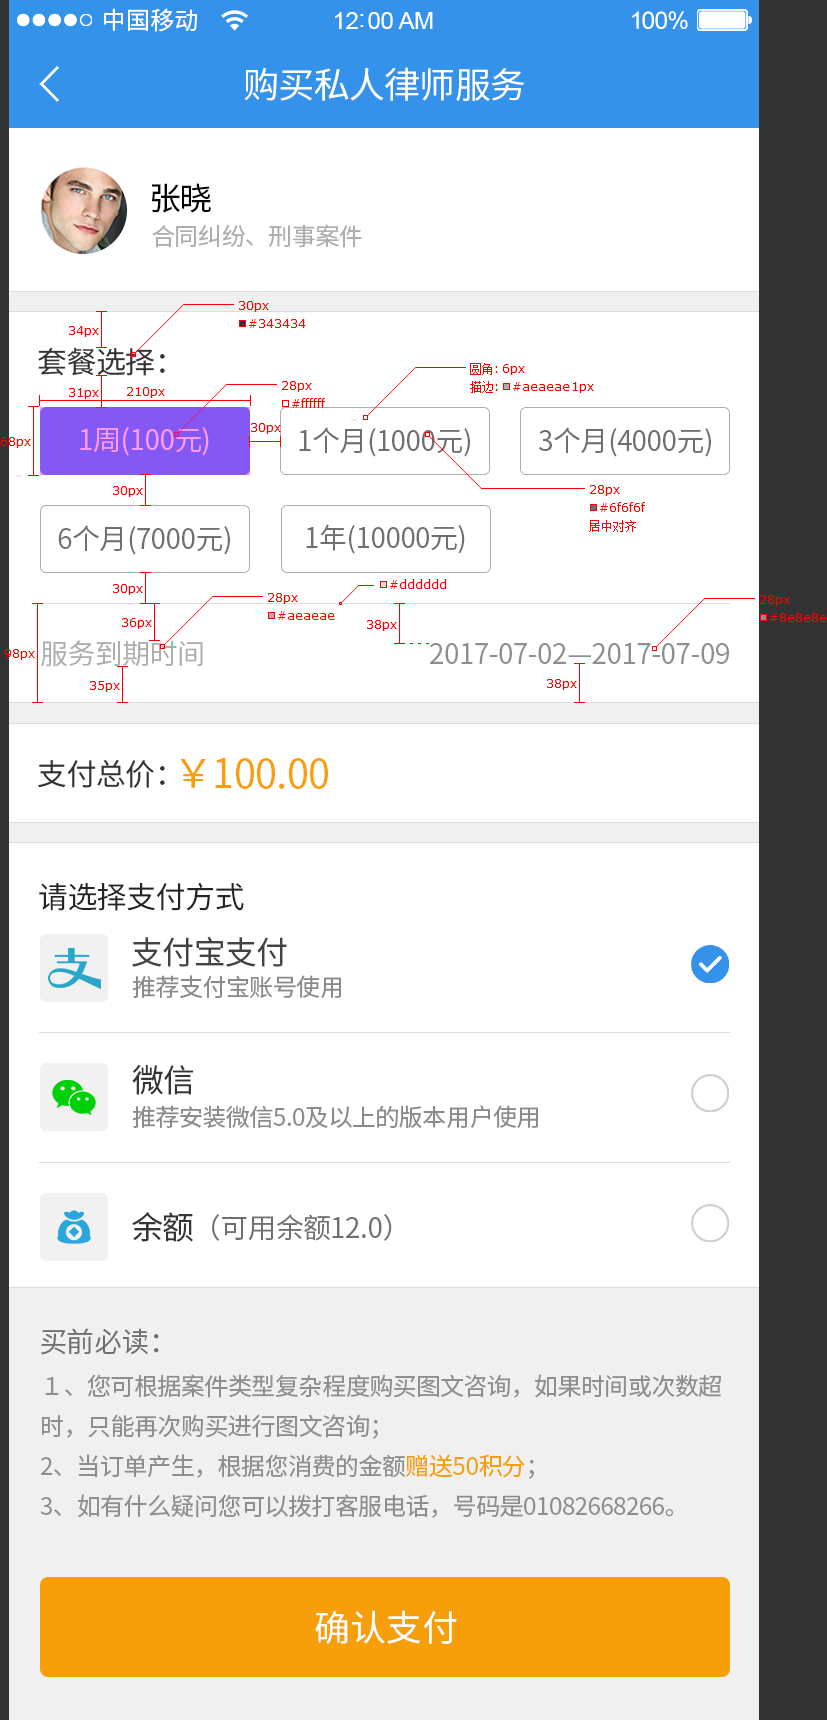 中国移动 12:00 AM 100%
购买私人律师服务
张晓
合同纠纷、刑事案件
30px
#343434
34px
套餐选择：
圆角: 6px
描边: #aeaeae 1px
31px 210px
28px
#ffffff
1周(100元) 30px 1个月(1000元) 3个月(4000元)
30px
28px
#6f6f6f
居中对齐
6个月(7000元) 1年(10000元)
30px
#dddddd
28px
#aeaeae
28px
#8e8e8e
36px 38px
98px 服务到期时间 2017-07-02—2017-07-09
35px 38px
支付总价：￥100.00
请选择支付方式
支 支付宝支付
推荐支付宝账号使用
微信
推荐安装微信5.0及以上的版本用户使用
余额（可用余额12.0）
买前必读：
１、您可根据案件类型复杂程度购买图文咨询，如果时间或次数超
时，只能再次购买进行图文咨询；
2、当订单产生，根据您消费的金额赠送50积分；
3、如有什么疑问您可以拨打客服电话，号码是01082668266。
确认支付